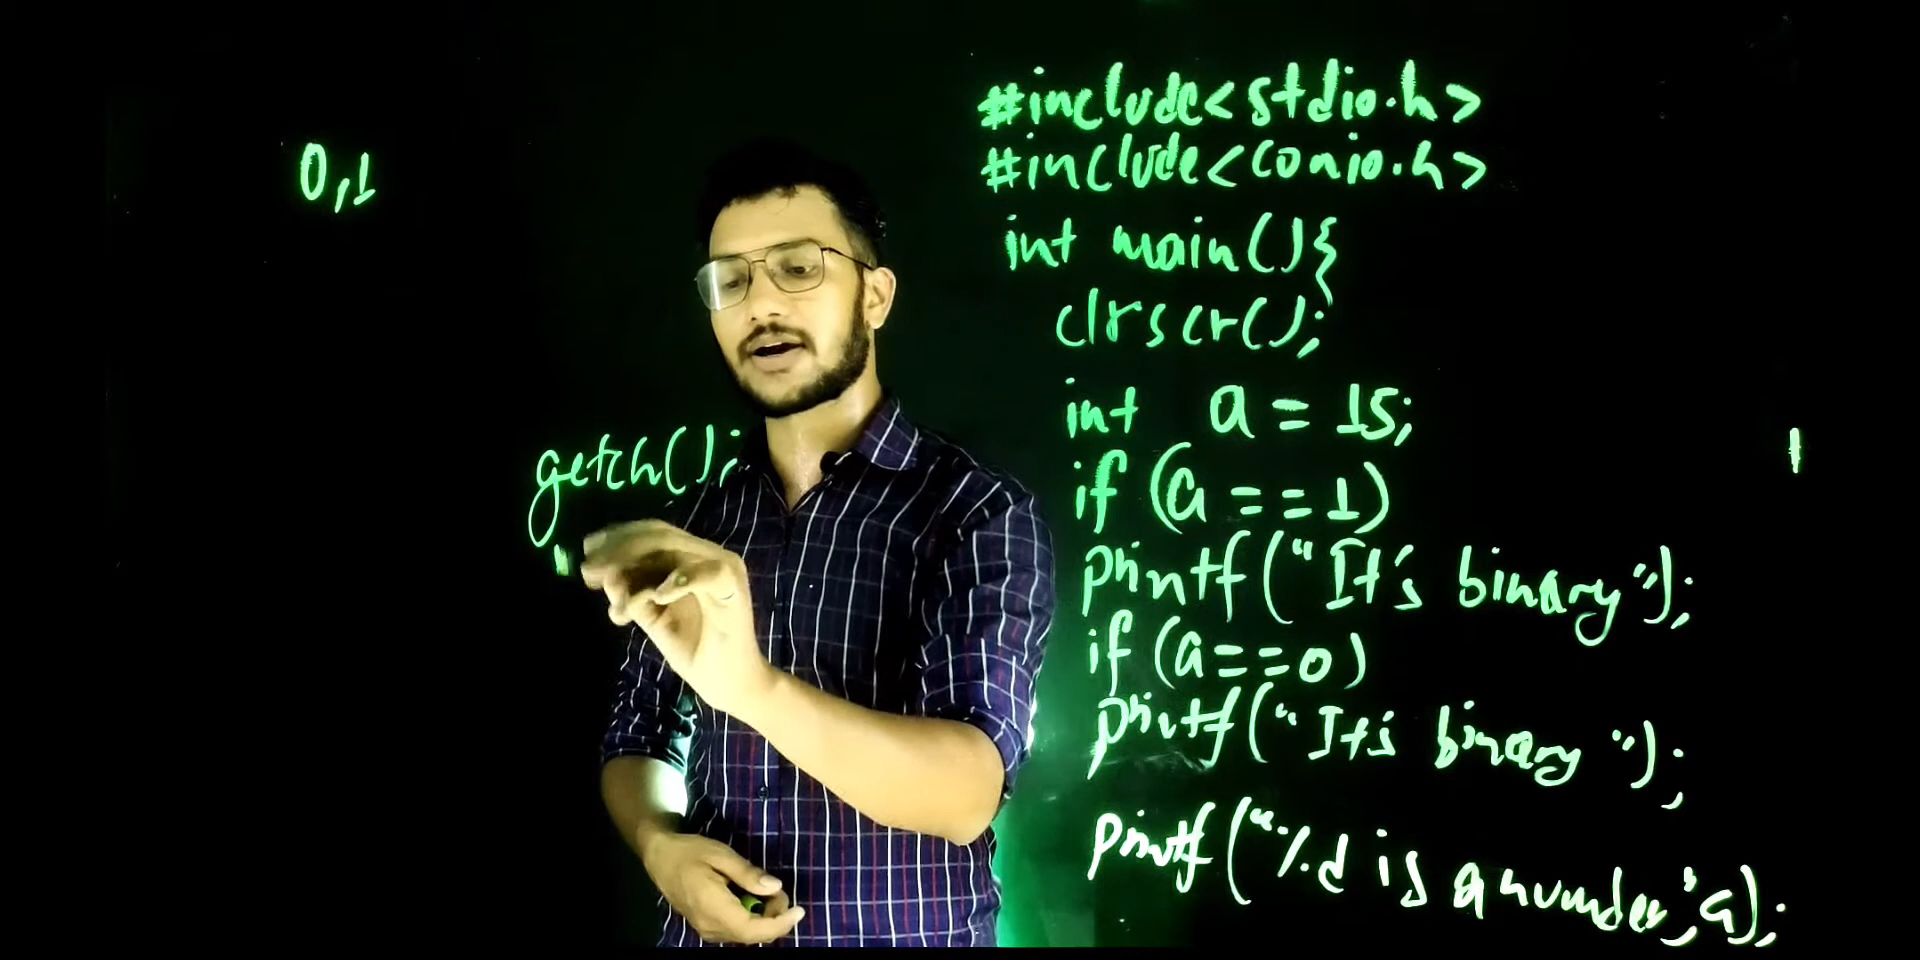 0,1
#include<stdio.h>
#include<conio.h>
int main(){
clrscr();
int a = 15;
if (a==1)
printf("It's binary");
if (a==0)
printf("It's binary");
printf("%d is a number",a);
getch();